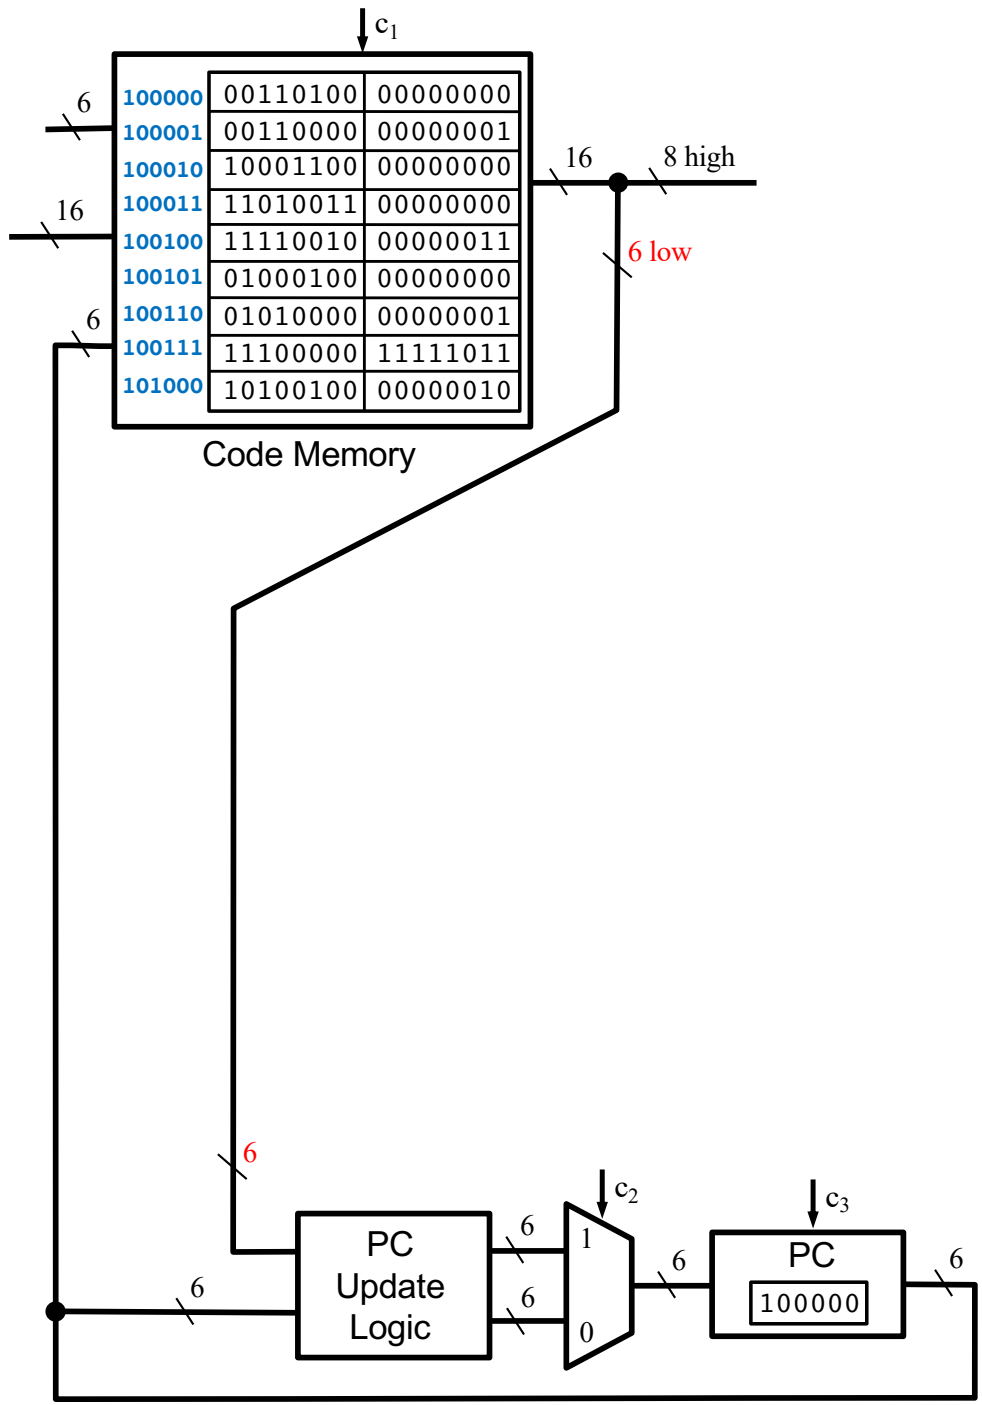 c1
6
16
6
100000 00110100 00000000
100001 00110000 00000001
100010 10001100 00000000
100011 11010011 00000000
100100 11110010 00000011
100101 01000100 00000000
100110 01010000 00000001
100111 11100000 11111011
101000 10100100 00000010
Code Memory
16
8 high
6 low
6
6
PC
Update
Logic
6
6
c2
1
0
6
c3
PC
100000
6